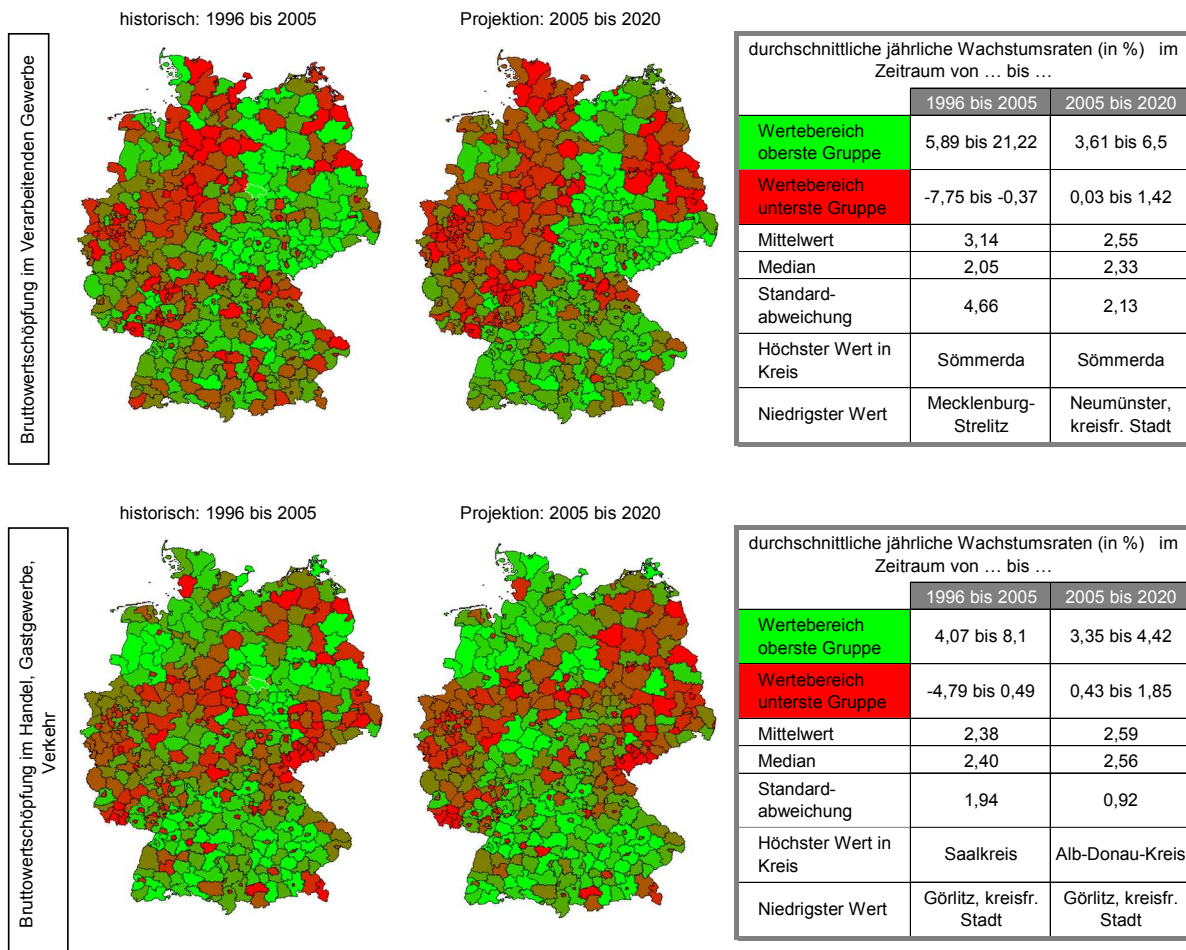 historisch: 1996 bis 2005
Projektion: 2005 bis 2020
Bruttowertschöpfung im Verarbeitenden Gewerbe
durchschnittliche jährliche Wachstumsraten (in %) im
Zeitraum von … bis …
1996 bis 2005 2005 bis 2020
Wertebereich
oberste Gruppe 5,89 bis 21,22 3,61 bis 6,5
Wertebereich
unterste Gruppe -7,75 bis -0,37 0,03 bis 1,42
Mittelwert 3,14 2,55
Median 2,05 2,33
Standard-
abweichung 4,66 2,13
Höchster Wert in
Kreis Sömmerda Sömmerda
Niedrigster Wert Mecklenburg-
Strelitz Neumünster,
kreisfr. Stadt
historisch: 1996 bis 2005
Projektion: 2005 bis 2020
Bruttowertschöpfung im Handel, Gastgewerbe,
Verkehr
durchschnittliche jährliche Wachstumsraten (in %) im
Zeitraum von … bis …
1996 bis 2005 2005 bis 2020
Wertebereich
oberste Gruppe 4,07 bis 8,1 3,35 bis 4,42
Wertebereich
unterste Gruppe -4,79 bis 0,49 0,43 bis 1,85
Mittelwert 2,38 2,59
Median 2,40 2,56
Standard-
abweichung 1,94 0,92
Höchster Wert in
Kreis Saalkreis Alb-Donau-Kreis
Niedrigster Wert Görlitz, kreisfr.
Stadt Görlitz, kreisfr.
Stadt